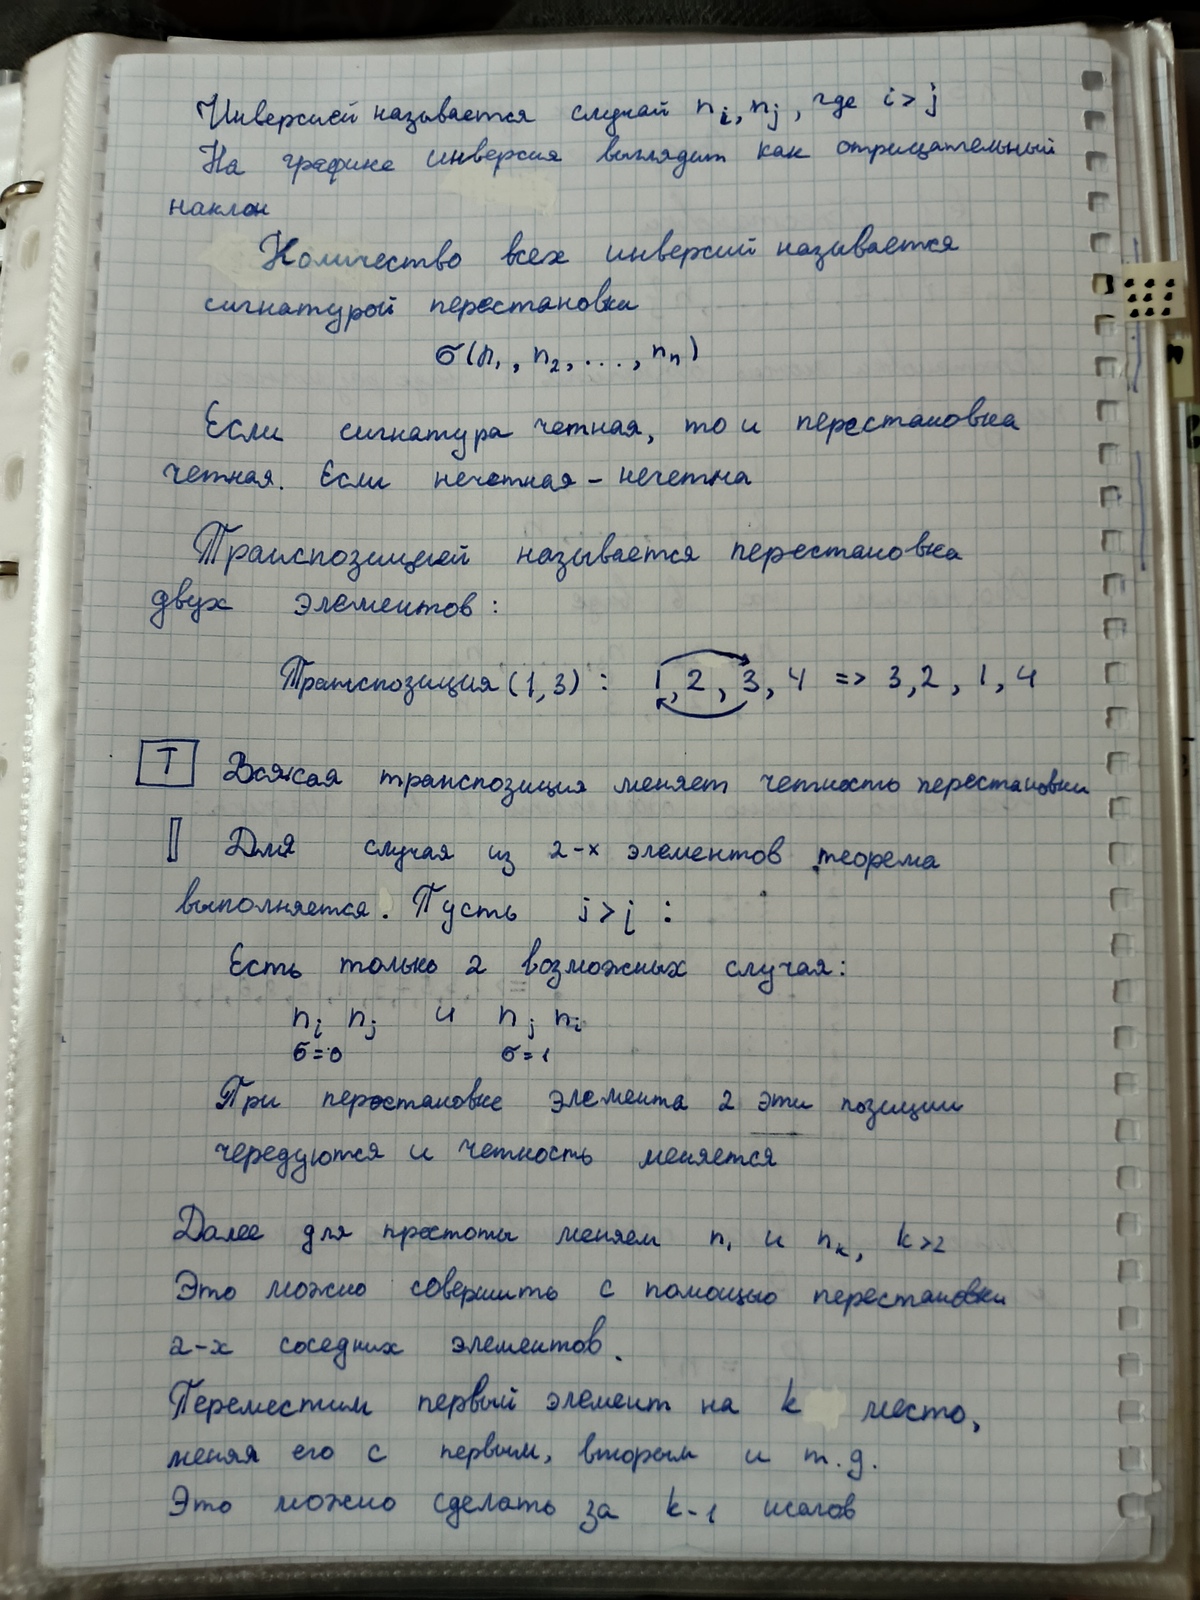 Инверсией называется случай n_i, n_j, где i > j
На графике инверсия выглядит как отрицательный
наклон
Количество всех инверсий называется
сигнатурой перестановки
σ(n_1, n_2, ..., n_n)
Если сигнатура четная, то и перестановка
четная. Если нечетная – нечетна
Транспозицией называется перестановка
двух элементов:
Транспозиция (1,3): 1, 2, 3, 4 => 3, 2, 1, 4
T Всякая транспозиция меняет четность перестановки
Для случая из 2-х элементов теорема
выполняется. Пусть j > i :
Есть только 2 возможных случая:
n_i n_j и n_j n_i
σ=0 σ=1
При перестановке элемента 2 эти позиции
чередуются и четность меняется
Далее для простоты меняем n_1 и n_k, k>2
Это можно совершить с помощью перестановки
2-х соседних элементов.
Переместим первый элемент на k место,
меняя его с первым, вторым и т.д.
Это можно сделать за k-1 шагов